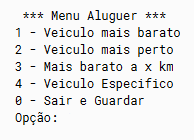 *** Menu Aluguer ***
1 - Veiculo mais barato
2 - Veiculo mais perto
3 - Mais barato a x km
4 - Veiculo Especifico
0 - Sair e Guardar
Opção: